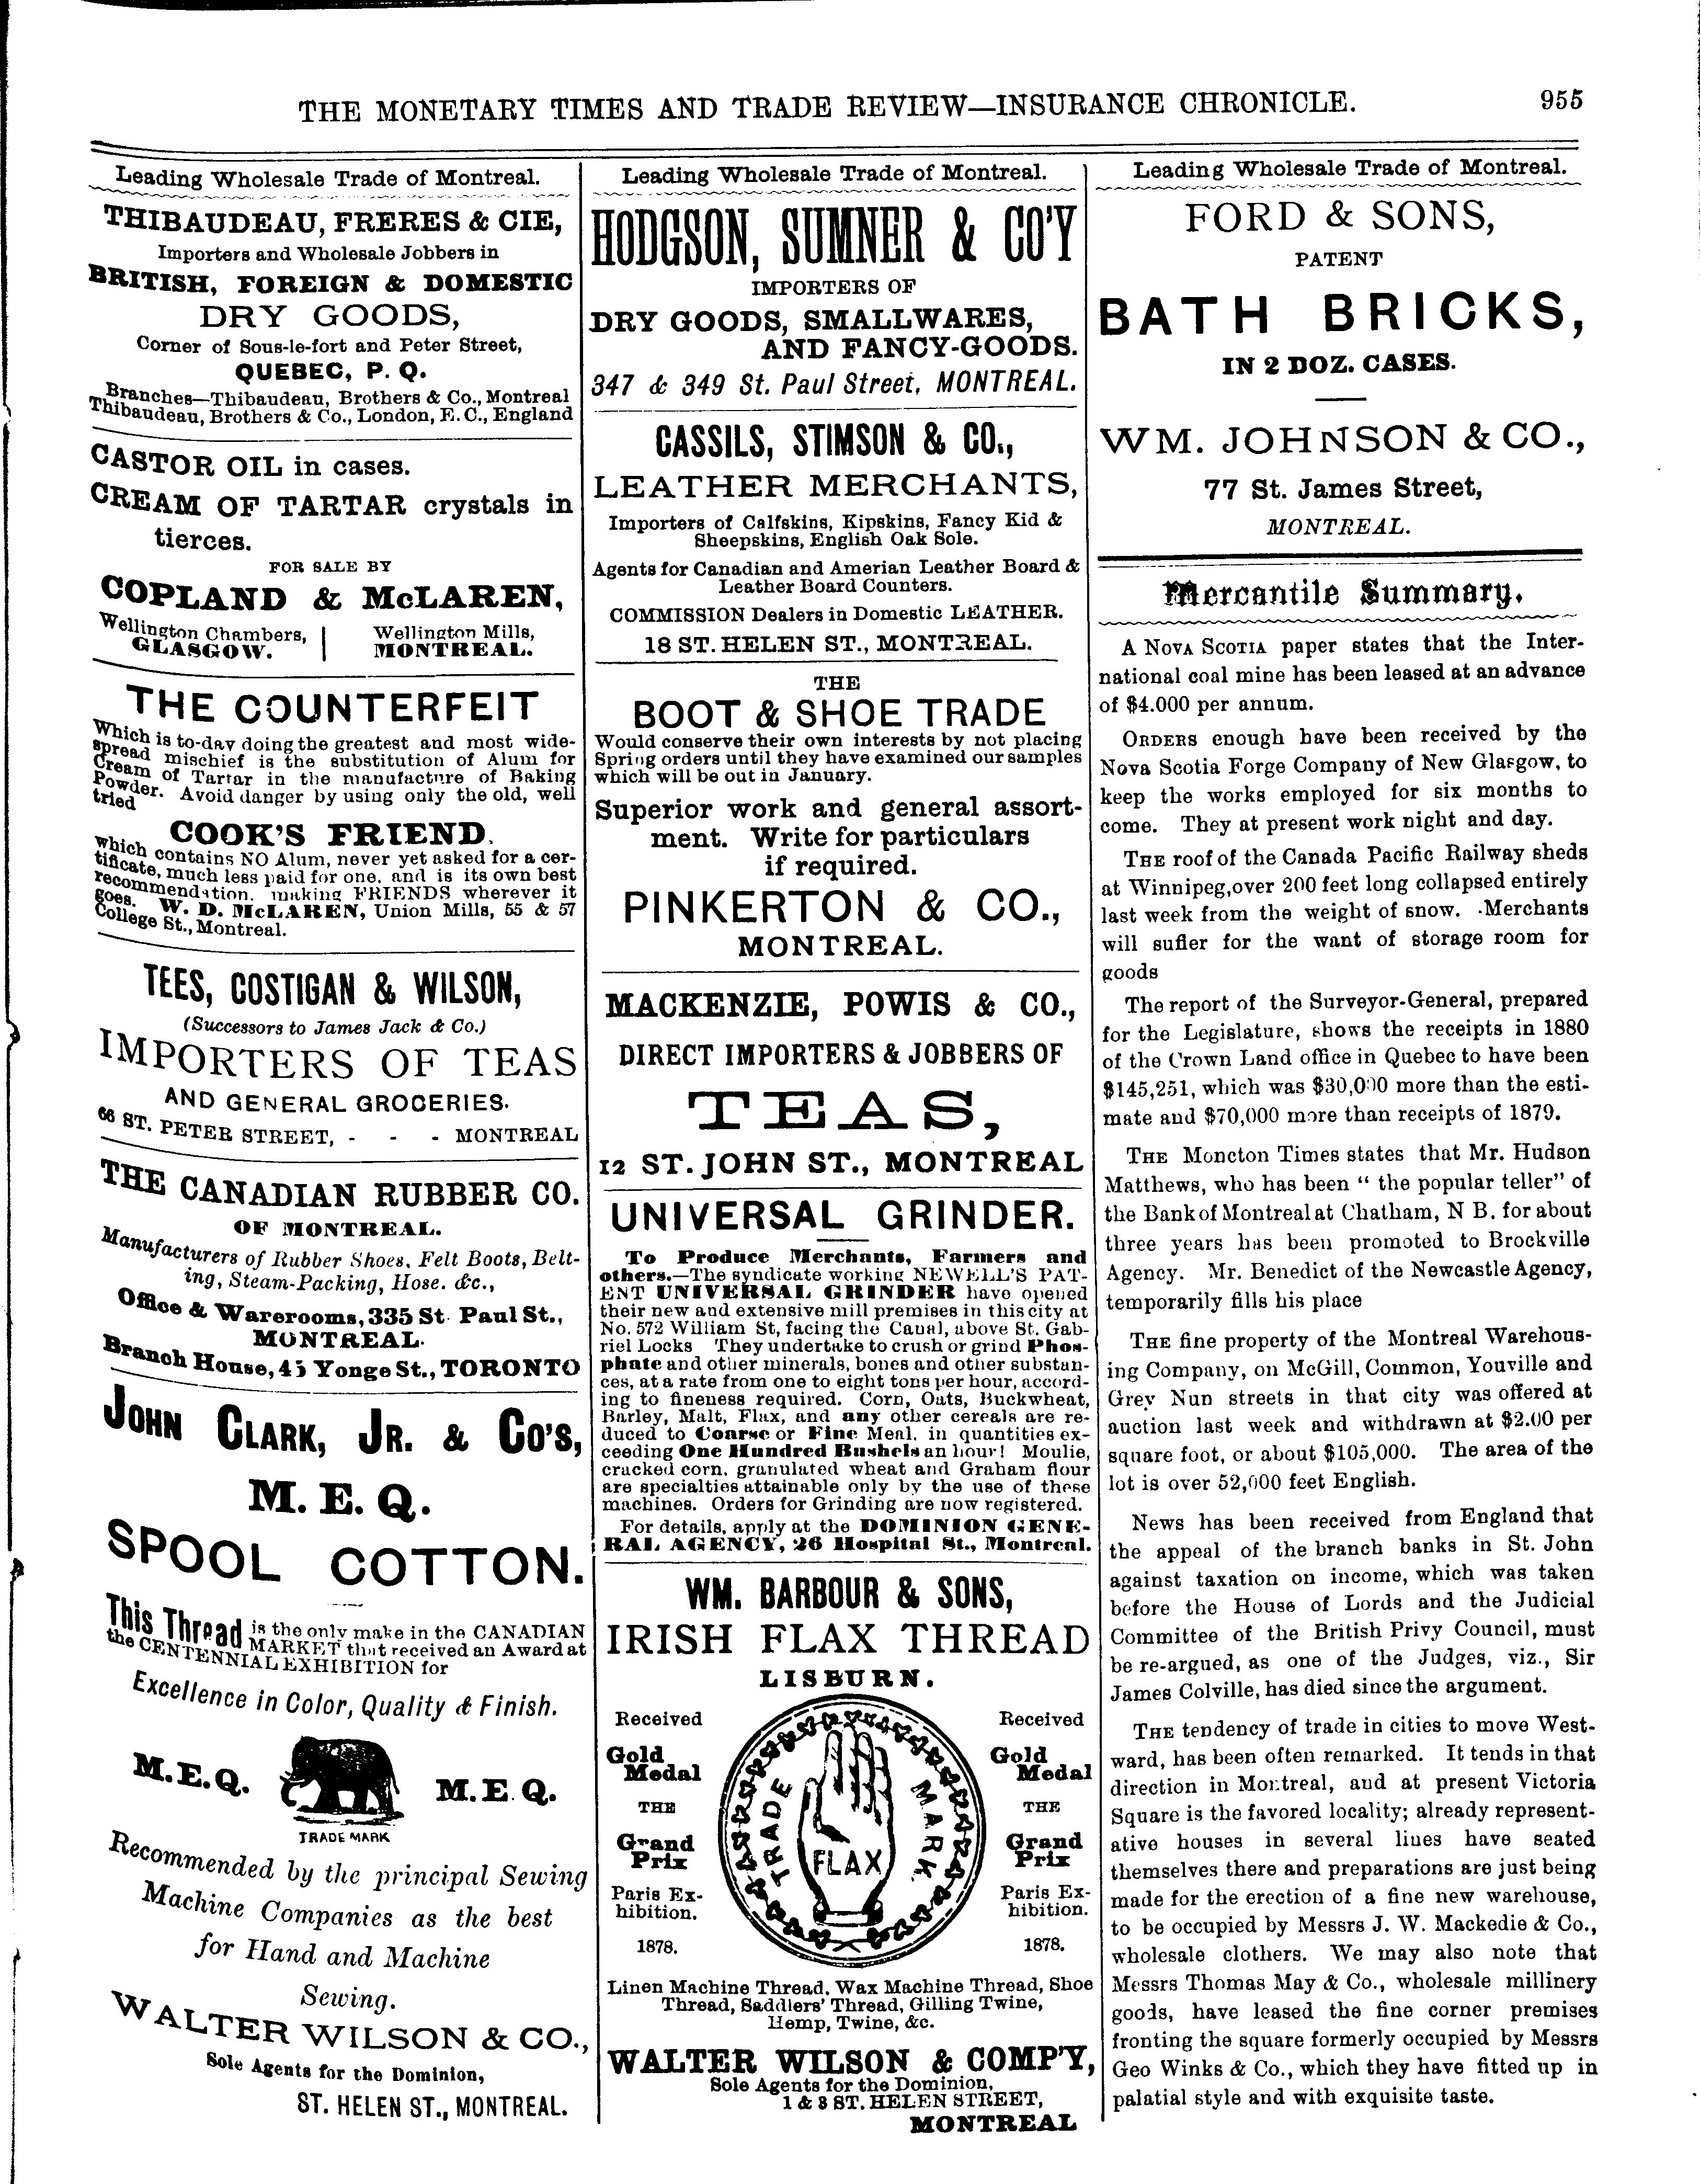 THE MONETARY TIMES AND TRADE REVIEW—INSURANCE CHRONICLE. 955
Leading Wholesale Trade of Montreal.
THIBAUDEAU, FRERES & CIE,
Importers and Wholesale Jobbers in
BRITISH, FOREIGN & DOMESTIC
DRY GOODS,
Corner of Sous-le-fort and Peter Street,
QUEBEC, P. Q.
Branches—Thibaudeau, Brothers & Co., Montreal
Thibaudeau, Brothers & Co., London, E.C., England
CASTOR OIL in cases.
CREAM OF TARTAR crystals in
tierces.
FOR SALE BY
COPLAND & McLAREN,
Wellington Chambers, | Wellington Mills,
GLASGOW. | MONTREAL.
THE COUNTERFEIT
Which is to-day doing the greatest and most wide-
spread mischief is the substitution of Alum for
Cream of Tartar in the manufacture of Baking
Powder. Avoid danger by using only the old, well
tried
COOK'S FRIEND,
which contains NO Alum, never yet asked for a cer-
tificate, much less paid for one, and is its own best
recommendation, making FRIENDS wherever it
goes. W. D. McLAREN, Union Mills, 55 & 57
College St., Montreal.
TEES, COSTIGAN & WILSON,
(Successors to James Jack & Co.)
IMPORTERS OF TEAS
AND GENERAL GROCERIES.
66 ST. PETER STREET, - - - MONTREAL
THE CANADIAN RUBBER CO.
OF MONTREAL.
Manufacturers of Rubber Shoes, Felt Boots, Belt-
ing, Steam-Packing, Hose. &c.,
Office & Warerooms, 335 St. Paul St.,
MONTREAL.
Branch House, 45 Yonge St., TORONTO
JOHN CLARK, JR. & CO'S,
M. E. Q.
SPOOL COTTON.
This Thread is the only make in the CANADIAN
MARKET that received an Award at
the CENTENNIAL EXHIBITION for
Excellence in Color, Quality & Finish.
M.E.Q. M.E.Q.
TRADE MARK
Recommended by the principal Sewing
Machine Companies as the best
for Hand and Machine
Sewing.
WALTER WILSON & CO.,
Sole Agents for the Dominion,
ST. HELEN ST., MONTREAL.
Leading Wholesale Trade of Montreal.
HODGSON, SUMNER & CO'Y
IMPORTERS OF
DRY GOODS, SMALLWARES,
AND FANCY-GOODS.
347 & 349 St. Paul Street, MONTREAL.
CASSILS, STIMSON & CO.,
LEATHER MERCHANTS,
Importers of Calfskins, Kipskins, Fancy Kid &
Sheepskins, English Oak Sole.
Agents for Canadian and Amerian Leather Board &
Leather Board Counters.
COMMISSION Dealers in Domestic LEATHER.
18 ST. HELEN ST., MONTREAL.
THE
BOOT & SHOE TRADE
Would conserve their own interests by not placing
Spring orders until they have examined our samples
which will be out in January.
Superior work and general assort-
ment. Write for particulars
if required.
PINKERTON & CO.,
MONTREAL.
MACKENZIE, POWIS & CO.,
DIRECT IMPORTERS & JOBBERS OF
TEAS,
12 ST. JOHN ST., MONTREAL
UNIVERSAL GRINDER.
To Produce Merchants, Farmers and
others.—The syndicate working NEWELL'S PAT-
ENT UNIVERSAL GRINDER have opened
their new and extensive mill premises in this city at
No. 572 William St, facing the Canal, above St. Gab-
riel Locks They undertake to crush or grind Phos-
phate and other minerals, bones and other substan-
ces, at a rate from one to eight tons per hour, accord-
ing to fineness required. Corn, Oats, Buckwheat,
Barley, Malt, Flax, and any other cereals are re-
duced to Coarse or Fine Meal, in quantities ex-
ceeding One Hundred Bushels an hour! Moulie,
cracked corn, granulated wheat and Graham flour
are specialties attainable only by the use of these
machines. Orders for Grinding are now registered.
For details, apply at the DOMINION GENE-
RAL AGENCY, 26 Hospital St., Montreal.
WM. BARBOUR & SONS,
IRISH FLAX THREAD
LISBURN.
Received
Gold
Medal
THE
Grand
Prix
Paris Ex-
hibition.
1878.
TRADE MARK
FLAX
Received
Gold
Medal
THE
Grand
Prix
Paris Ex-
hibition.
1878.
Linen Machine Thread, Wax Machine Thread, Shoe
Thread, Saddlers' Thread, Gilling Twine,
Hemp, Twine, &c.
WALTER WILSON & COMP'Y,
Sole Agents for the Dominion,
1 & 3 ST. HELEN STREET,
MONTREAL
Leading Wholesale Trade of Montreal.
FORD & SONS,
PATENT
BATH BRICKS,
IN 2 DOZ. CASES.
WM. JOHNSON & CO.,
77 St. James Street,
MONTREAL.
Mercantile Summary.
A NOVA SCOTIA paper states that the Inter-
national coal mine has been leased at an advance
of $4.000 per annum.
ORDERS enough have been received by the
Nova Scotia Forge Company of New Glasgow, to
keep the works employed for six months to
come. They at present work night and day.
THE roof of the Canada Pacific Railway sheds
at Winnipeg,over 200 feet long collapsed entirely
last week from the weight of snow. Merchants
will suffer for the want of storage room for
goods
The report of the Surveyor-General, prepared
for the Legislature, shows the receipts in 1880
of the Crown Land office in Quebec to have been
$145,251, which was $30,000 more than the esti-
mate and $70,000 more than receipts of 1879.
THE Moncton Times states that Mr. Hudson
Matthews, who has been " the popular teller" of
the Bank of Montreal at Chatham, N B. for about
three years has been promoted to Brockville
Agency. Mr. Benedict of the Newcastle Agency,
temporarily fills his place
THE fine property of the Montreal Warehous-
ing Company, on McGill, Common, Youville and
Grey Nun streets in that city was offered at
auction last week and withdrawn at $2.00 per
square foot, or about $105,000. The area of the
lot is over 52,000 feet English.
News has been received from England that
the appeal of the branch banks in St. John
against taxation on income, which was taken
before the House of Lords and the Judicial
Committee of the British Privy Council, must
be re-argued, as one of the Judges, viz., Sir
James Colville, has died since the argument.
THE tendency of trade in cities to move West-
ward, has been often remarked. It tends in that
direction in Montreal, and at present Victoria
Square is the favored locality; already represent-
ative houses in several lines have seated
themselves there and preparations are just being
made for the erection of a fine new warehouse,
to be occupied by Messrs J. W. Mackedie & Co.,
wholesale clothers. We may also note that
Messrs Thomas May & Co., wholesale millinery
goods, have leased the fine corner premises
fronting the square formerly occupied by Messrs
Geo Winks & Co., which they have fitted up in
palatial style and with exquisite taste.